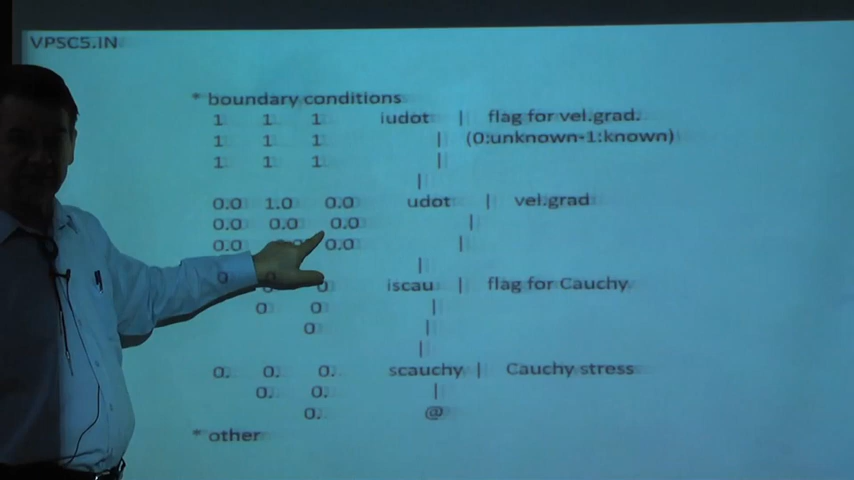 VPSC5.IN
* boundary conditions
1 1 1 iudot | flag for vel.grad.
1 1 1 | (0:unknown-1:known)
1 1 1 |
|
0.0 1.0 0.0 udot | vel.grad
0.0 0.0 0.0 |
0.0 0.0 |
|
0 0 0 iscau | flag for Cauchy
0 0 |
0 |
|
0. 0. 0. scauchy | Cauchy stress
0. 0. |
0. @
* other